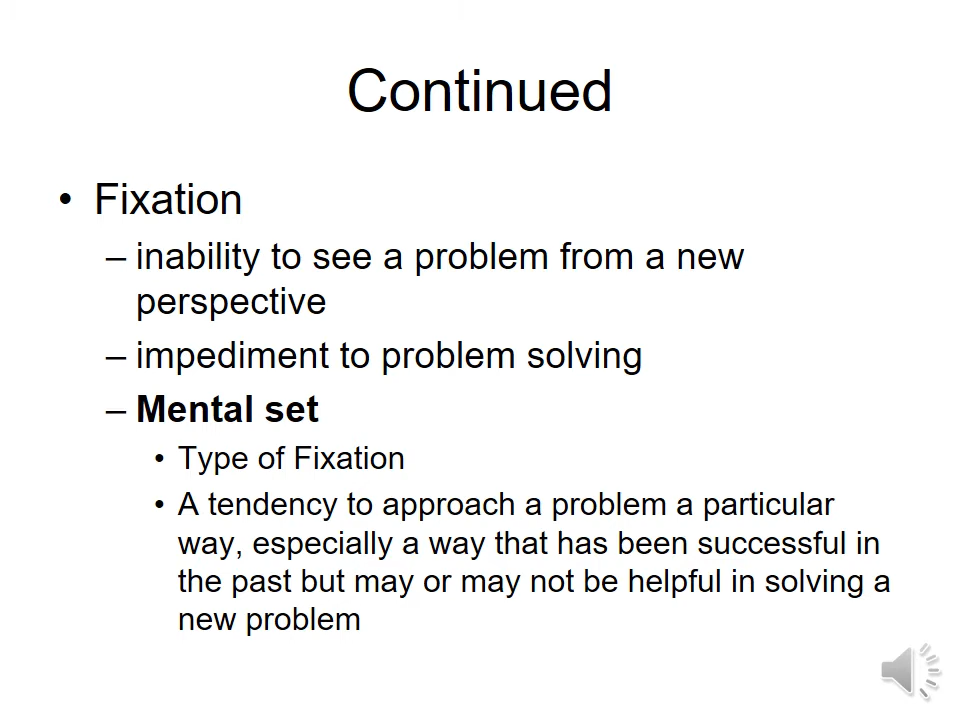 Continued
• Fixation
– inability to see a problem from a new
perspective
– impediment to problem solving
– Mental set
• Type of Fixation
• A tendency to approach a problem a particular
way, especially a way that has been successful in
the past but may or may not be helpful in solving a
new problem